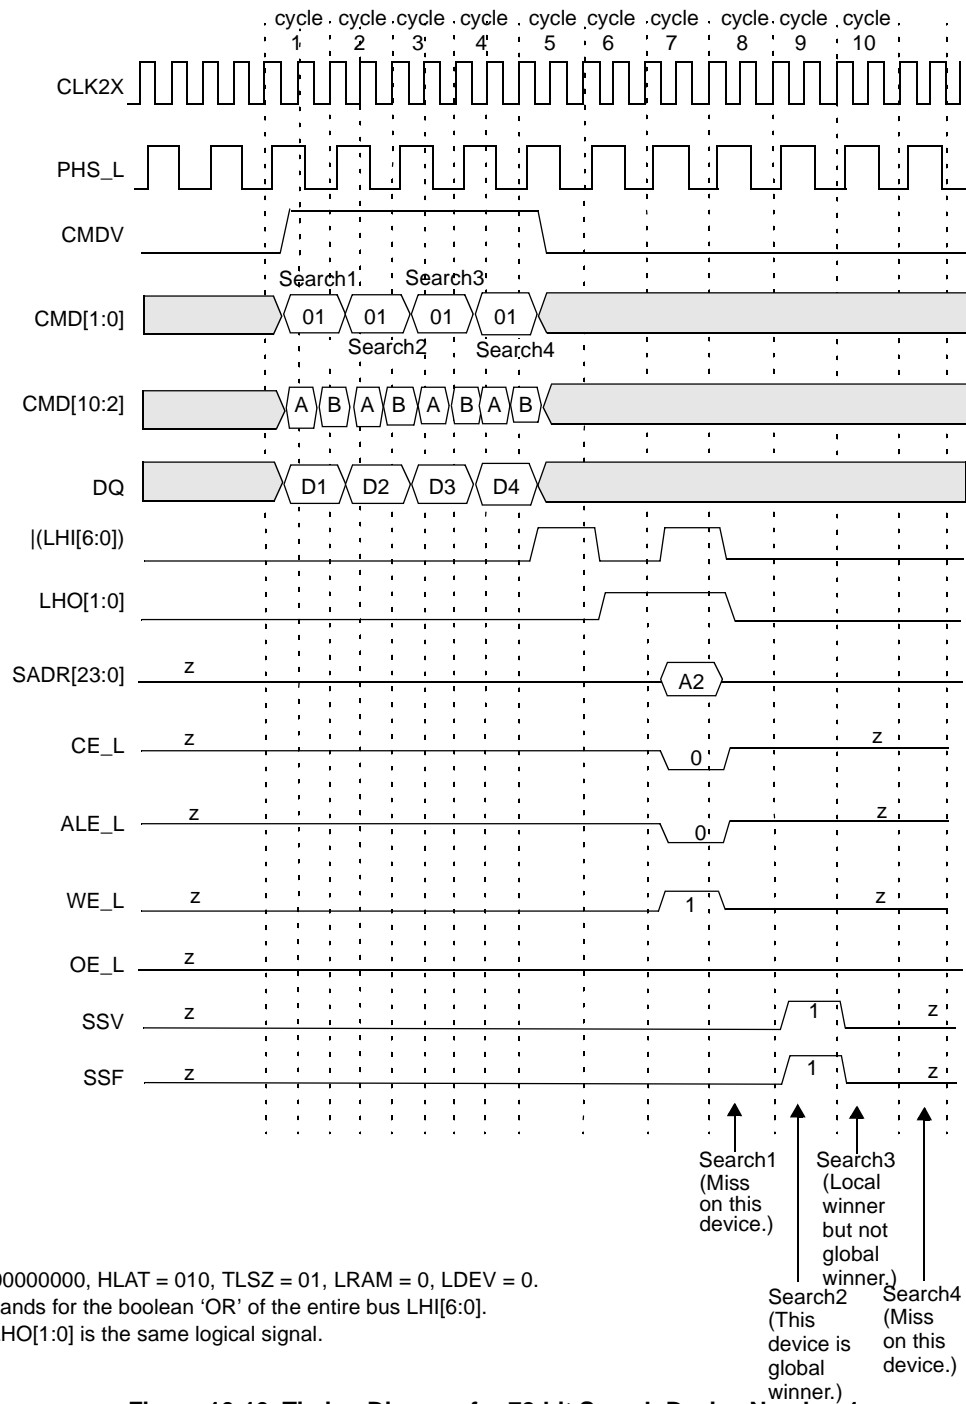 cycle cycle cycle cycle cycle cycle cycle cycle cycle cycle
1 2 3 4 5 6 7 8 9 10
CLK2X
PHS_L
CMDV
Search1 Search3
CMD[1:0] 01 01 01 01
Search2 Search4
CMD[10:2] A B A B A B A B
DQ D1 D2 D3 D4
|(LHI[6:0])
LHO[1:0]
SADR[23:0] z A2
CE_L z 0 z
ALE_L z 0 z
WE_L z 1 z
OE_L z
SSV z 1 z
SSF z 1 z
Search1
(Miss
on this
device.)
Search3
(Local
winner
but not
global
winner.)
Search2
(This
device is
global
winner.)
Search4
(Miss
on this
device.)
00000000, HLAT = 010, TLSZ = 01, LRAM = 0, LDEV = 0.
ands for the boolean ‘OR’ of the entire bus LHI[6:0].
HO[1:0] is the same logical signal.